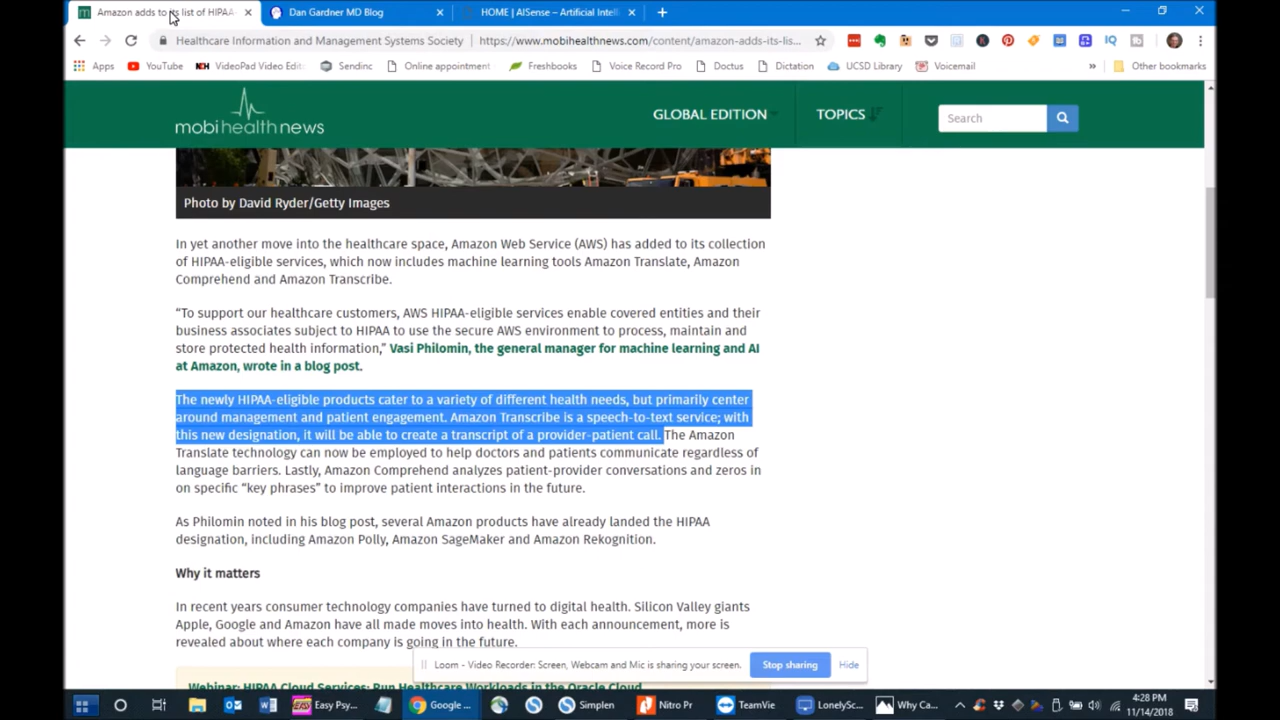 Amazon adds to its list of HIPAA
Dan Gardner MD Blog
HOME | AISense – Artificial Intelli
Healthcare Information and Management Systems Society
https://www.mobihealthnews.com/content/amazon-adds-its-lis...
Apps
YouTube
VideoPad Video Edit
Sendinc
Online appointment
Freshbooks
Voice Record Pro
Doctus
Dictation
UCSD Library
Voicemail
»
Other bookmarks
mobihealthnews
GLOBAL EDITION
TOPICS
Search
Photo by David Ryder/Getty Images
In yet another move into the healthcare space, Amazon Web Service (AWS) has added to its collection
of HIPAA-eligible services, which now includes machine learning tools Amazon Translate, Amazon
Comprehend and Amazon Transcribe.
“To support our healthcare customers, AWS HIPAA-eligible services enable covered entities and their
business associates subject to HIPAA to use the secure AWS environment to process, maintain and
store protected health information,” Vasi Philomin, the general manager for machine learning and AI
at Amazon, wrote in a blog post.
The newly HIPAA-eligible products cater to a variety of different health needs, but primarily center
around management and patient engagement. Amazon Transcribe is a speech-to-text service; with
this new designation, it will be able to create a transcript of a provider-patient call. The Amazon
Translate technology can now be employed to help doctors and patients communicate regardless of
language barriers. Lastly, Amazon Comprehend analyzes patient-provider conversations and zeros in
on specific “key phrases” to improve patient interactions in the future.
As Philomin noted in his blog post, several Amazon products have already landed the HIPAA
designation, including Amazon Polly, Amazon SageMaker and Amazon Rekognition.
Why it matters
In recent years consumer technology companies have turned to digital health. Silicon Valley giants
Apple, Google and Amazon have all made moves into health. With each announcement, more is
revealed about where each company is going in the future.
Loom - Video Recorder: Screen, Webcam and Mic is sharing your screen.
Stop sharing
Hide
Webinar: HIPAA Cloud Services: Run Healthcare Workloads in the Oracle Cloud
Easy Psy...
Google ...
Simplen
Nitro Pr
TeamVie
LonelySc...
Why Ca...
4:28 PM
11/14/2018